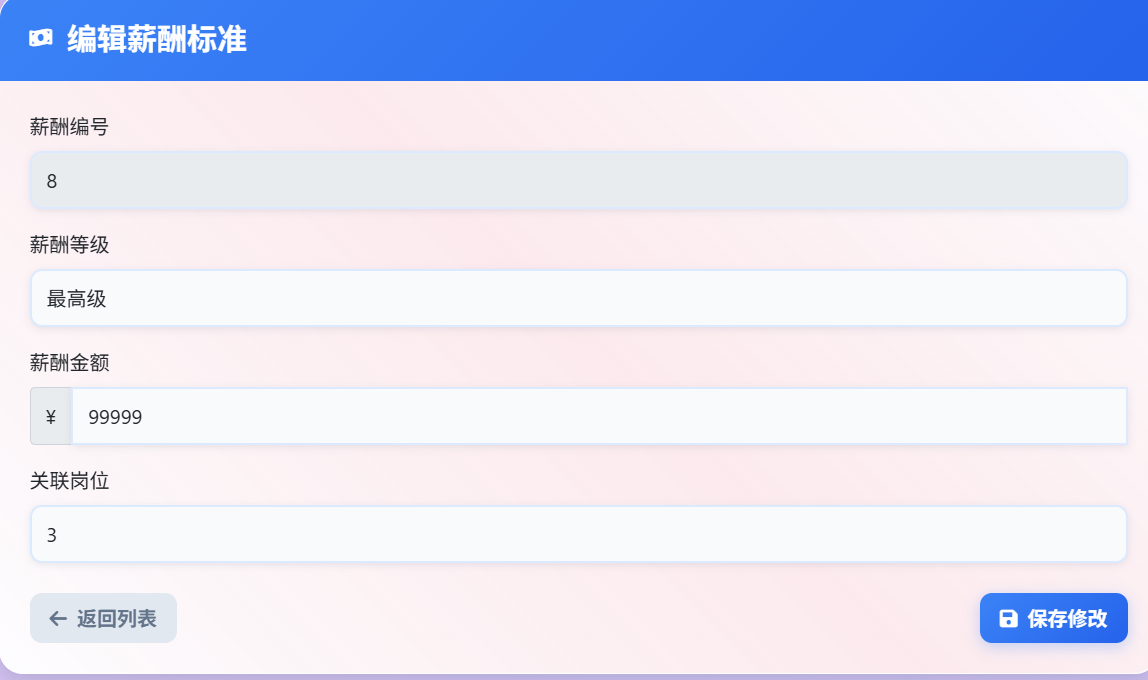 编辑薪酬标准
薪酬编号
8
薪酬等级
最高级
薪酬金额
¥ 99999
关联岗位
3
返回列表 保存修改